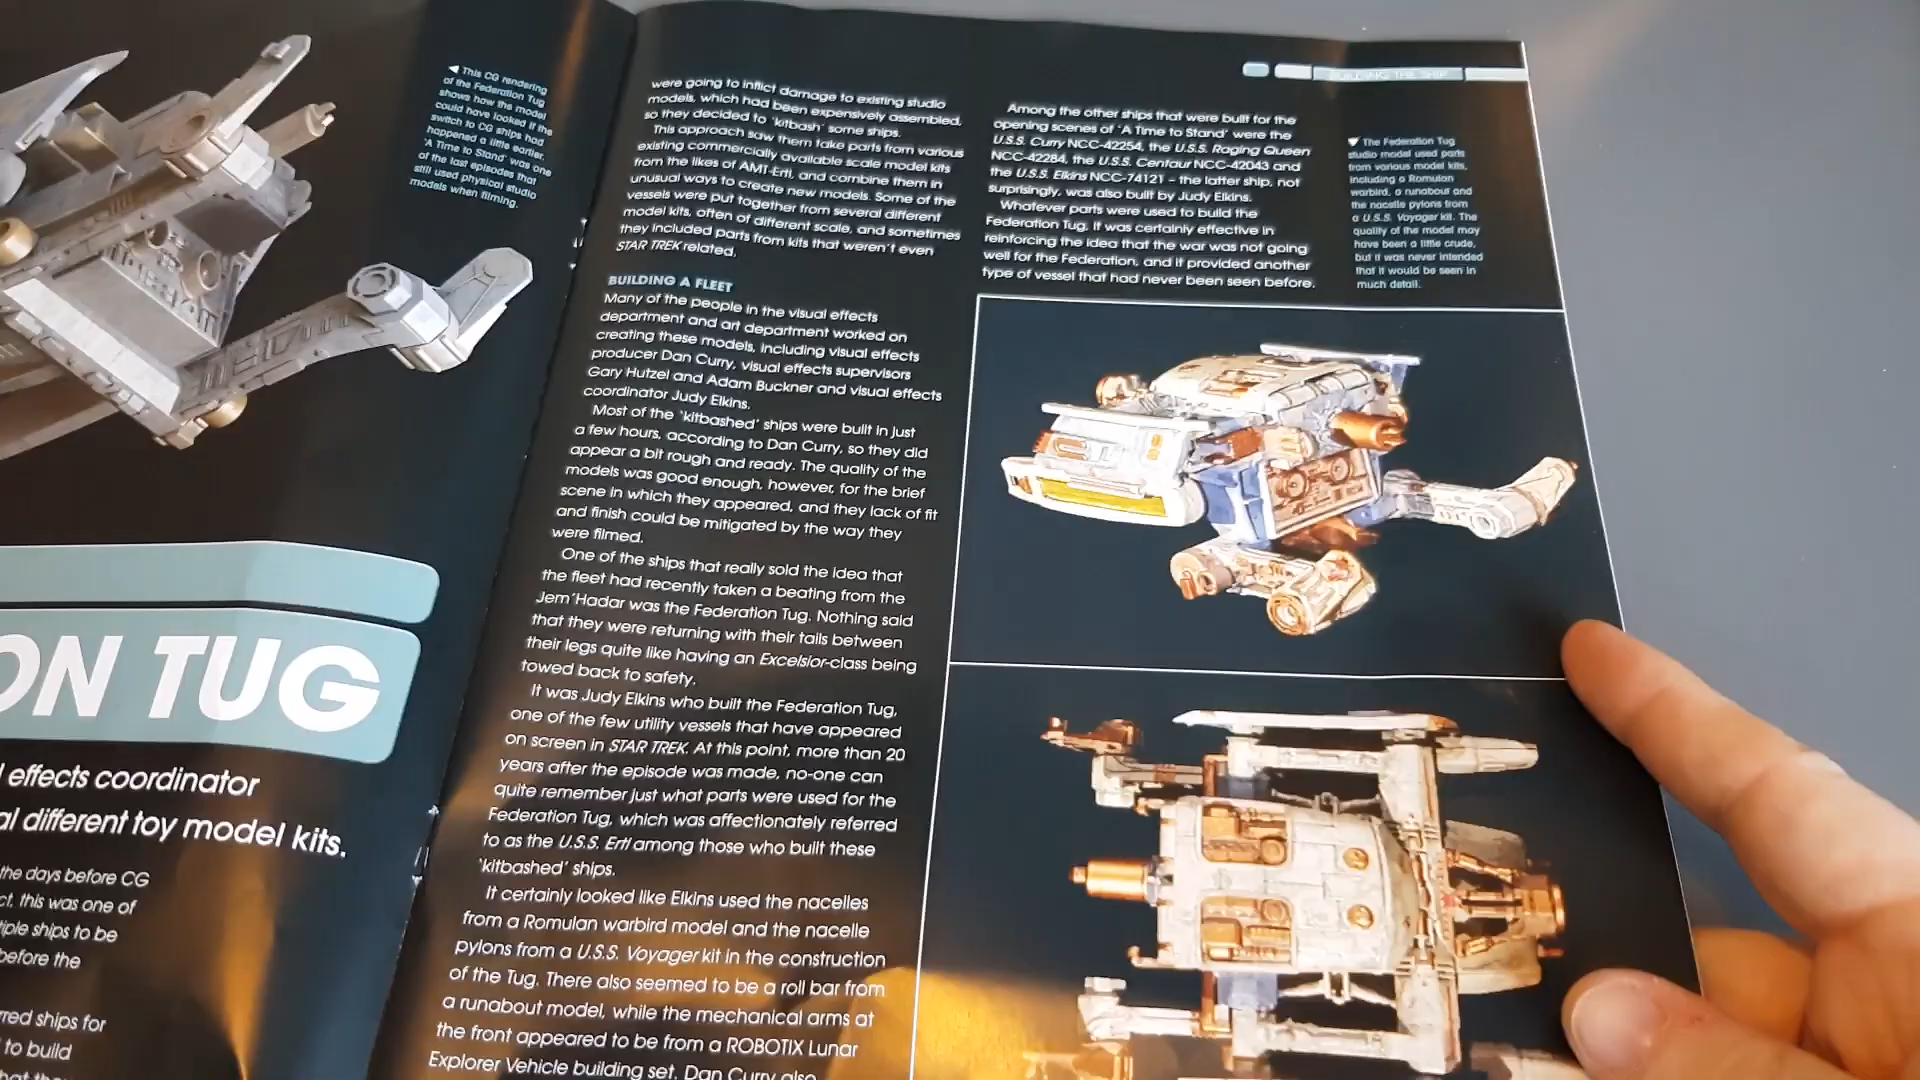 ◀ This CG rendering
of the Federation Tug
shows how the model
could have looked if the
switch to CG ships had
happened a little earlier.
'A Time to Stand' was one
of the last episodes that
still used physical studio
models when filming.
ON TUG
l effects coordinator
al different toy model kits.
the days before CG
ct, this was one of
tiple ships to be
before the
rred ships for
to build
were going to inflict damage to existing studio
models, which had been expensively assembled,
so they decided to 'kitbash' some ships.
This approach saw them take parts from various
existing commercially available scale model kits
from the likes of AMT-Ertl, and combine them in
unusual ways to create new models. Some of the
vessels were put together from several different
model kits, often of different scale, and sometimes
they included parts from kits that weren't even
STAR TREK related.
BUILDING A FLEET
Many of the people in the visual effects
department and art department worked on
creating these models, including visual effects
producer Dan Curry, visual effects supervisors
Gary Hutzel and Adam Buckner and visual effects
coordinator Judy Elkins.
Most of the 'kitbashed' ships were built in just
a few hours, according to Dan Curry, so they did
appear a bit rough and ready. The quality of the
models was good enough, however, for the brief
scene in which they appeared, and they lack of fit
and finish could be mitigated by the way they
were filmed.
One of the ships that really sold the idea that
the fleet had recently taken a beating from the
Jem'Hadar was the Federation Tug. Nothing said
that they were returning with their tails between
their legs quite like having an Excelsior-class being
towed back to safety.
It was Judy Elkins who built the Federation Tug,
one of the few utility vessels that have appeared
on screen in STAR TREK. At this point, more than 20
years after the episode was made, no-one can
quite remember just what parts were used for the
Federation Tug, which was affectionately referred
to as the U.S.S. Ertl among those who built these
'kitbashed' ships.
It certainly looked like Elkins used the nacelles
from a Romulan warbird model and the nacelle
pylons from a U.S.S. Voyager kit in the construction
of the Tug. There also seemed to be a roll bar from
a runabout model, while the mechanical arms at
the front appeared to be from a ROBOTIX Lunar
Explorer Vehicle building set. Dan Curry also
BUILDING THE SHIP
Among the other ships that were built for the
opening scenes of 'A Time to Stand' were the
U.S.S. Curry NCC-42254, the U.S.S. Raging Queen
NCC-42284, the U.S.S. Centaur NCC-42043 and
the U.S.S. Elkins NCC-74121 – the latter ship, not
surprisingly, was also built by Judy Elkins.
Whatever parts were used to build the
Federation Tug, it was certainly effective in
reinforcing the idea that the war was not going
well for the Federation, and it provided another
type of vessel that had never been seen before.
▼ The Federation Tug
studio model used parts
from various model kits,
including a Romulan
warbird, a runabout and
the nacelle pylons from
a U.S.S. Voyager kit. The
quality of the model may
have been a little crude,
but it was never intended
that it would be seen in
much detail.